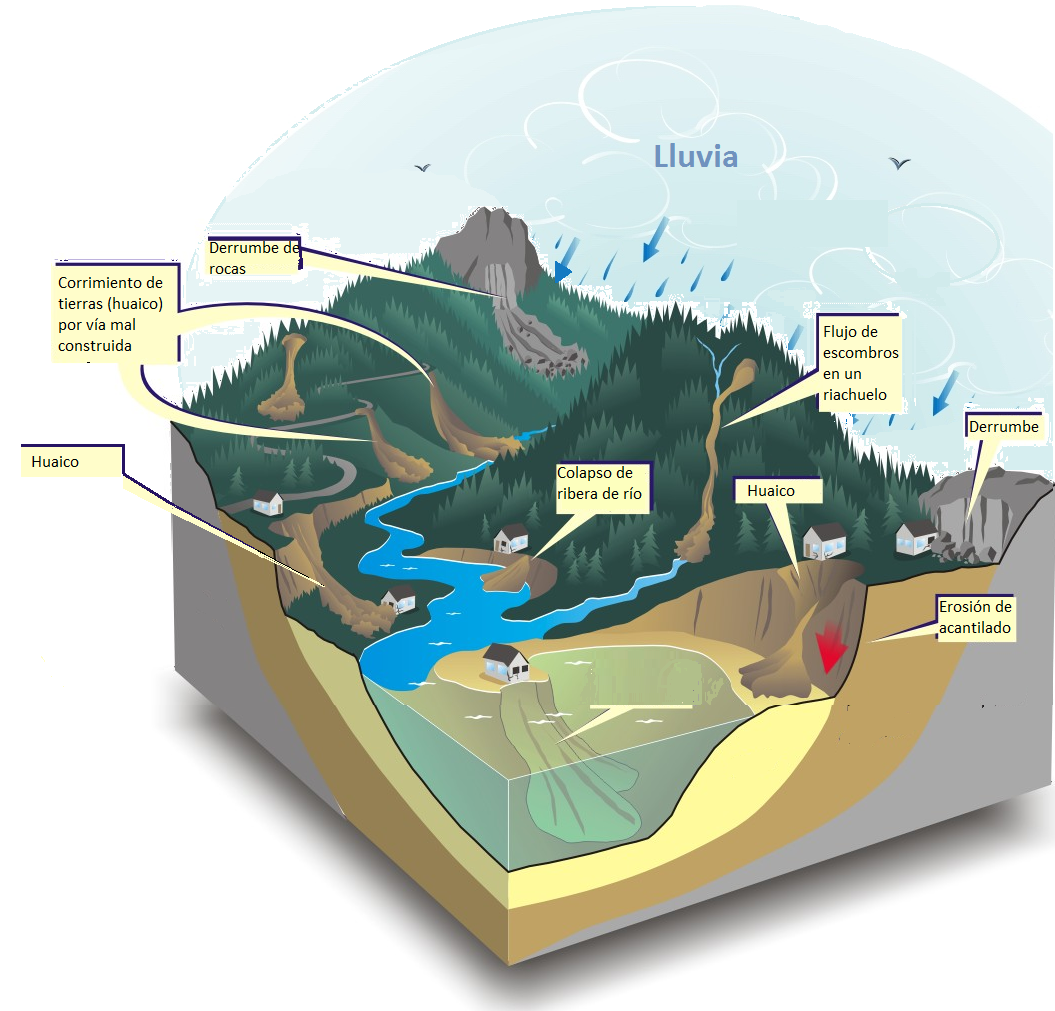 Lluvia
Derrumbe de
rocas
Corrimiento de
tierras (huaico)
por vía mal
construida
Flujo de
escombros
en un
riachuelo
Derrumbe
Huaico
Colapso de
ribera de río
Huaico
Erosión de
acantilado